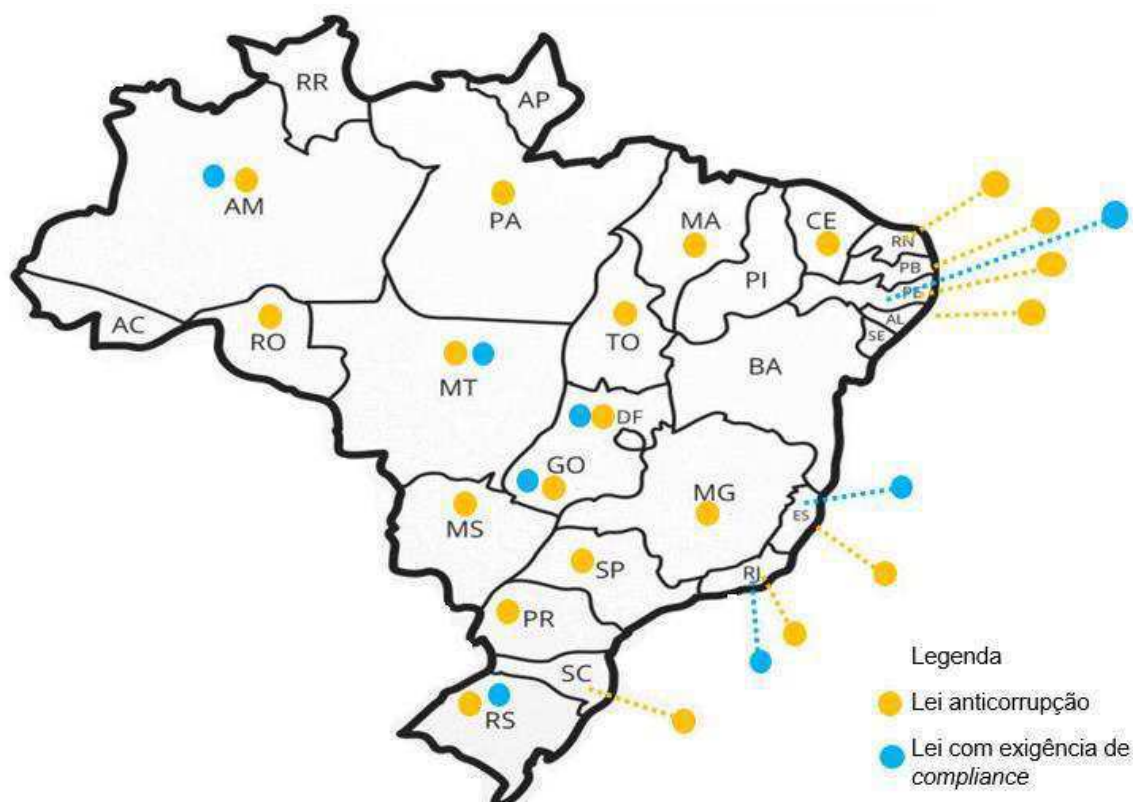 RR
AP
AM
PA
MA
CE
RN
PB
PE
AL
SE
PI
AC
RO
TO
BA
MT
DF
GO
MG
ES
MS
SP
RJ
PR
SC
RS
Legenda
Lei anticorrupção
Lei com exigência de
compliance